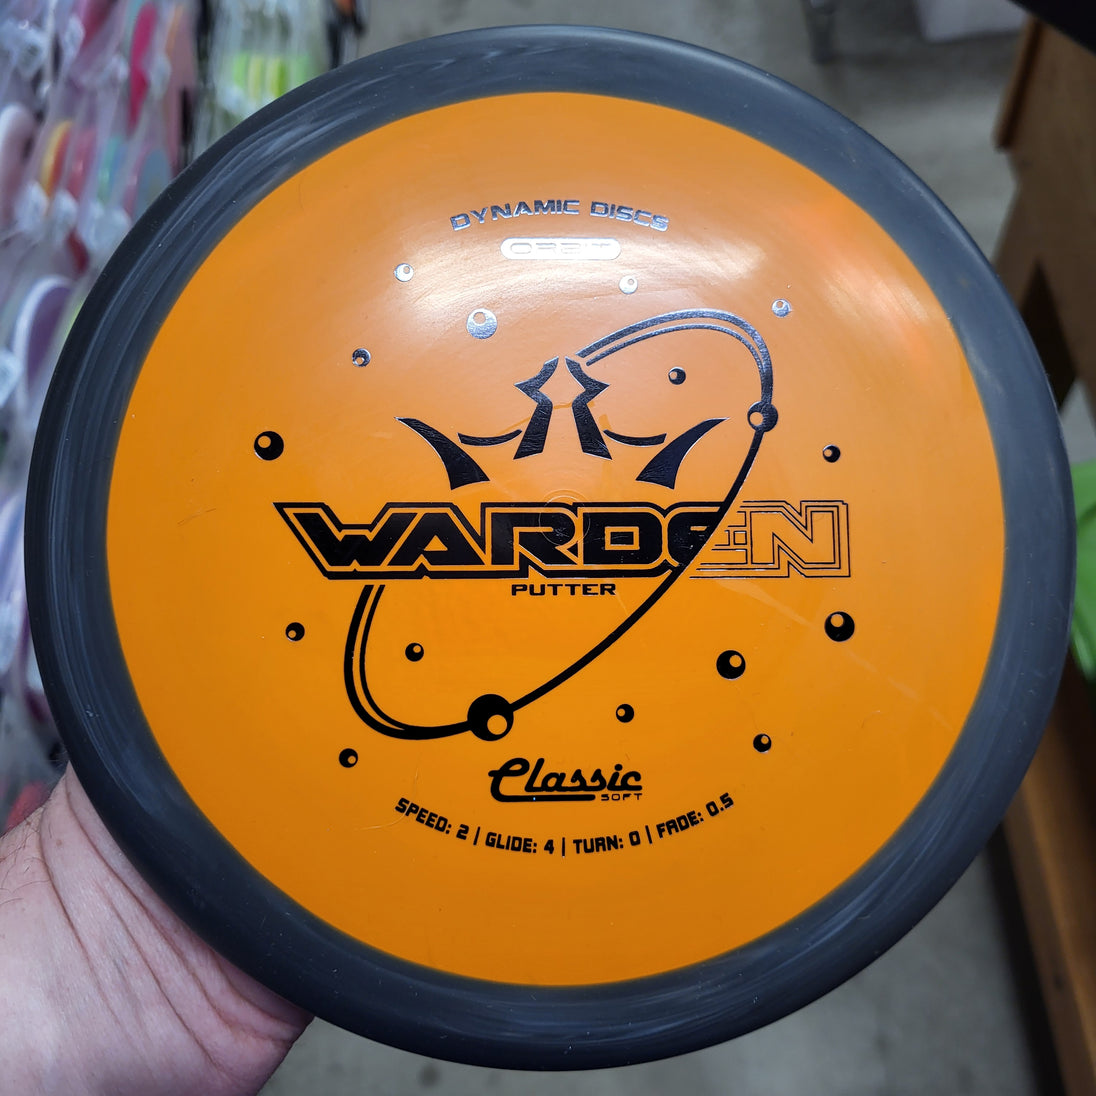 DYNAMIC DISCS
ORBIT
WARDEN
PUTTER
Classic
SOFT
SPEED: 2 | GLIDE: 4 | TURN: 0 | FADE: 0.5